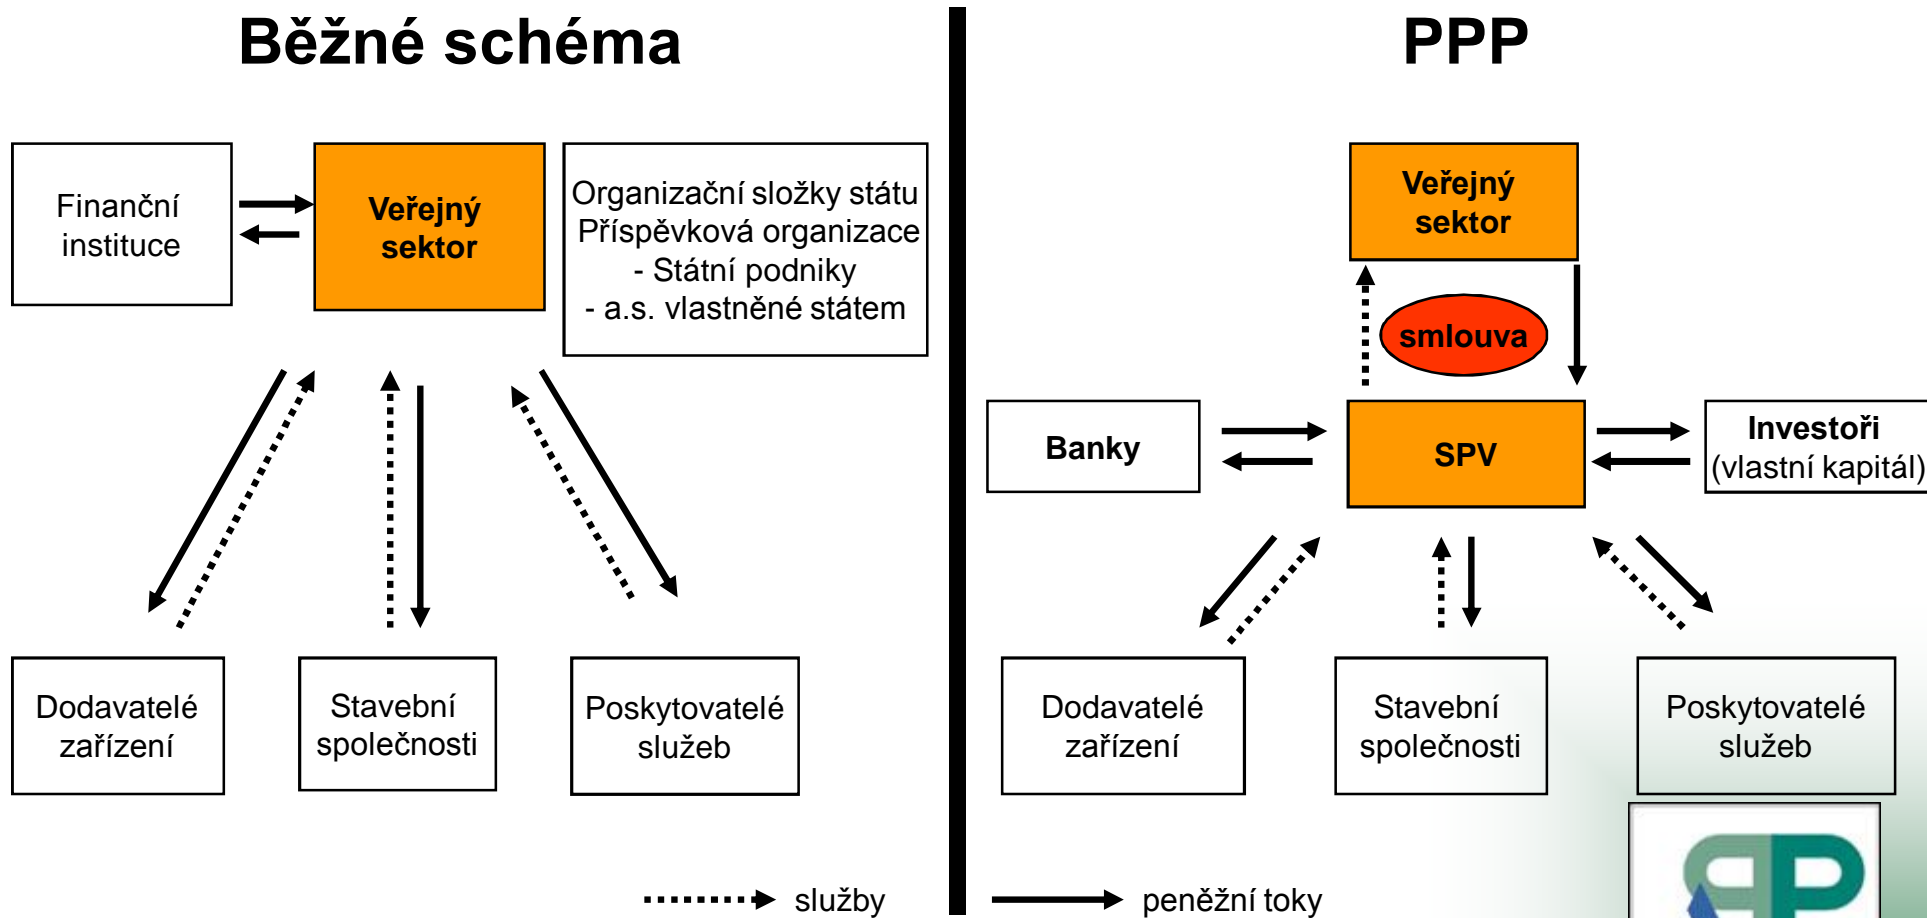 Běžné schéma
Finanční
instituce
Veřejný
sektor
Organizační složky státu
Příspěvková organizace
- Státní podniky
- a.s. vlastněné státem
Dodavatelé
zařízení
Stavební
společnosti
Poskytovatelé
služeb
PPP
Veřejný
sektor
smlouva
Banky
SPV
Investoři
(vlastní kapitál)
Dodavatelé
zařízení
Stavební
společnosti
Poskytovatelé
služeb
služby
peněžní toky